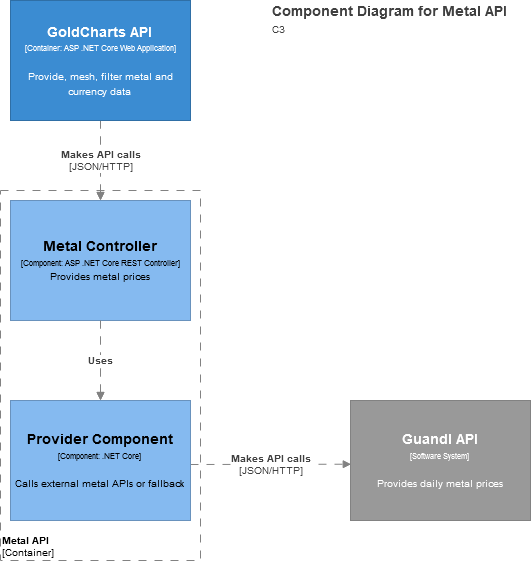 Component Diagram for Metal API
C3
GoldCharts API
[Container: ASP .NET Core Web Application]
Provide, mesh, filter metal and
currency data
Makes API calls
[JSON/HTTP]
Metal Controller
[Component: ASP .NET Core REST Controller]
Provides metal prices
Uses
Provider Component
[Component: .NET Core]
Calls external metal APIs or fallback
Makes API calls
[JSON/HTTP]
Guandl API
[Software System]
Provides daily metal prices
Metal API
[Container]